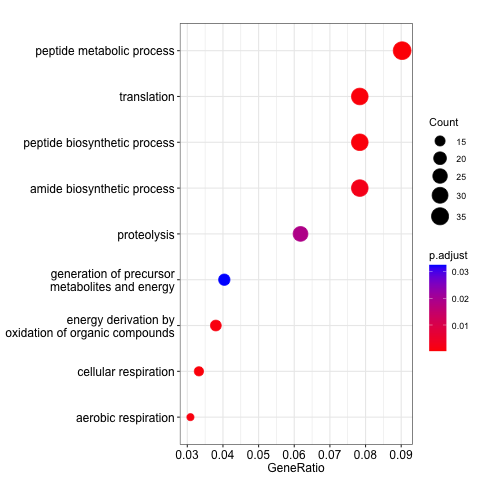 peptide metabolic process
translation
peptide biosynthetic process
amide biosynthetic process
proteolysis
generation of precursor
metabolites and energy
energy derivation by
oxidation of organic compounds
cellular respiration
aerobic respiration
0.03 0.04 0.05 0.06 0.07 0.08 0.09
GeneRatio
Count
15
20
25
30
35
p.adjust
0.03
0.02
0.01